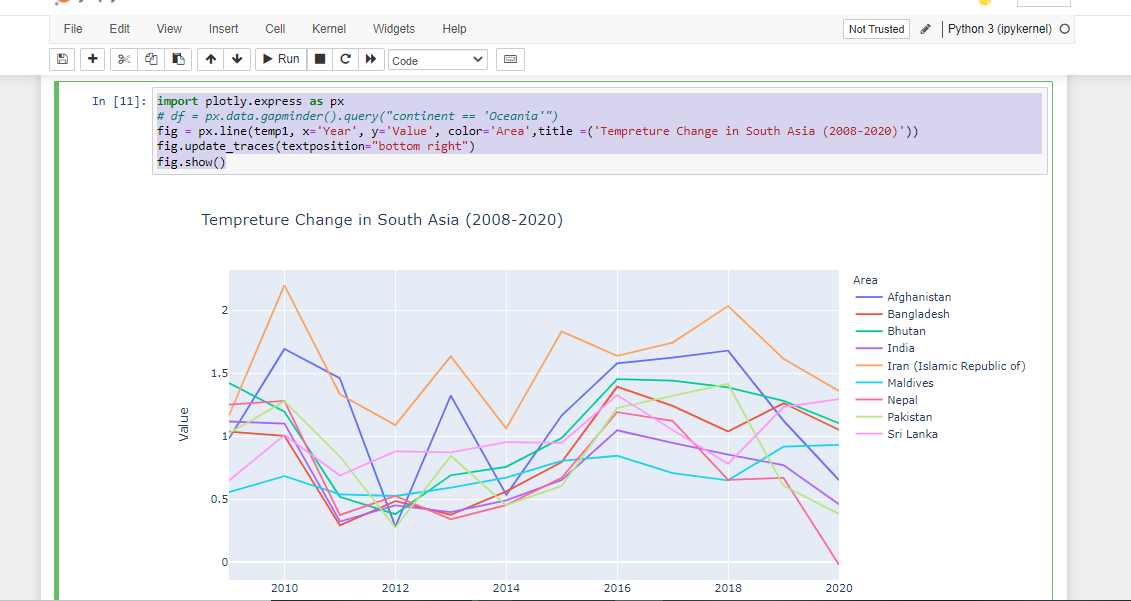 File Edit View Insert Cell Kernel Widgets Help Not Trusted Python 3 (ipykernel)
Run Code
In [11]: import plotly.express as px
# df = px.data.gapminder().query("continent == 'Oceania'")
fig = px.line(temp1, x='Year', y='Value', color='Area',title =('Tempreture Change in South Asia (2008-2020)'))
fig.update_traces(textposition="bottom right")
fig.show()
Tempreture Change in South Asia (2008-2020)
Area
Afghanistan
Bangladesh
Bhutan
India
Iran (Islamic Republic of)
Maldives
Nepal
Pakistan
Sri Lanka
Value
2
1.5
1
0.5
0
2010 2012 2014 2016 2018 2020